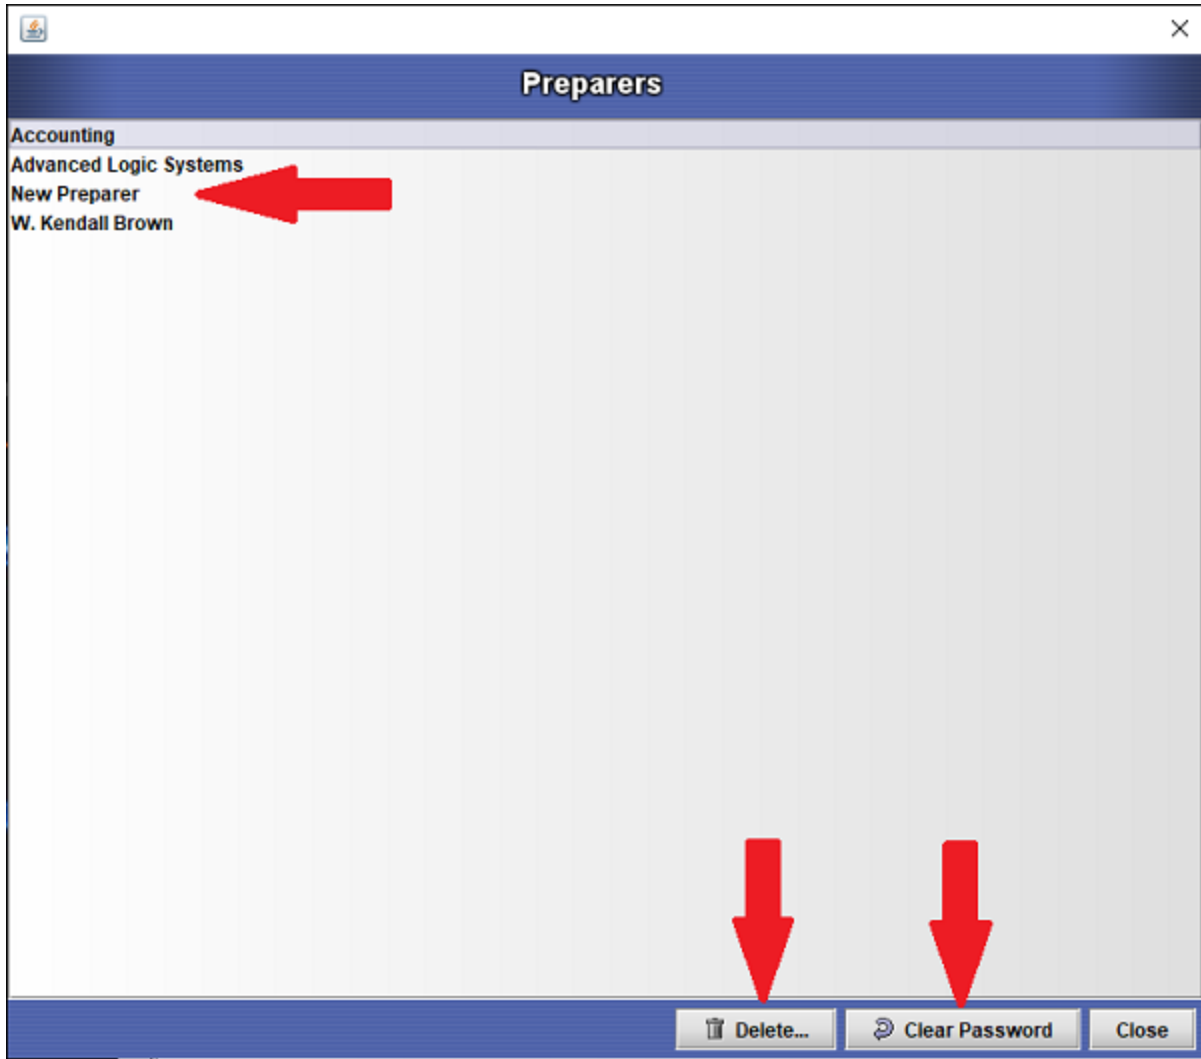 Preparers
Accounting
Advanced Logic Systems
New Preparer
W. Kendall Brown
Delete...
Clear Password
Close